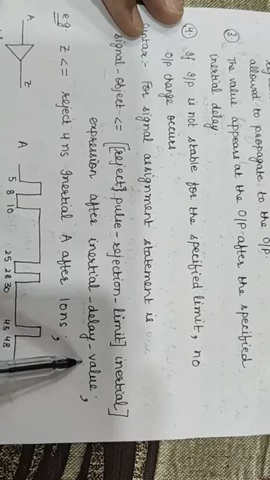 allowed to propagate to the O/P.
③ The value appears at the O/P after the specified
inertial delay
④ If I/P is not stable for the specified limit, no
O/P change occurs.
Syntax:- For signal assignment statement is
signal-object <= [[reject] pulse-rejection-limit] inertial]
expression after inertial-delay-value;
eg Z <= reject 4ns Inertial A after 10ns;
A Z
A
5 8 10 25 28 30 45 48